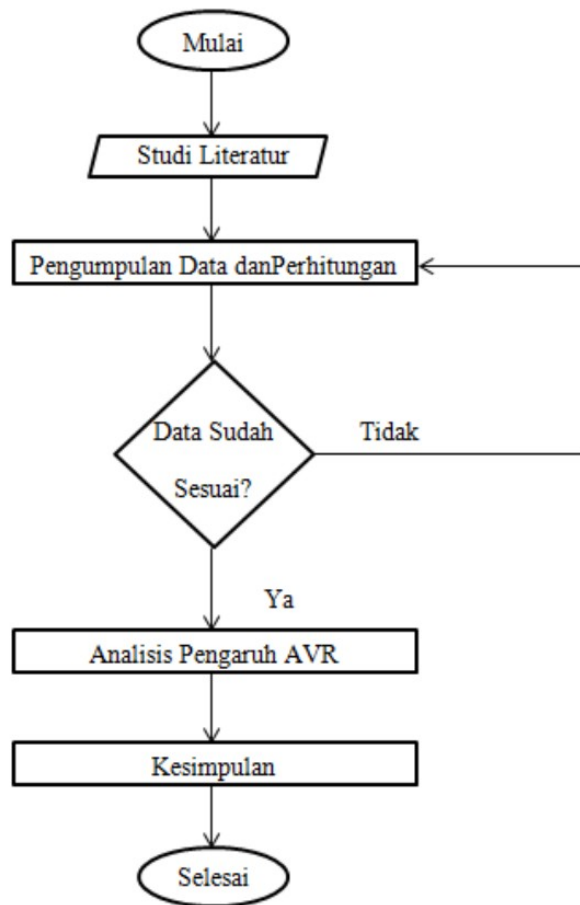 Mulai
Studi Literatur
Pengumpulan Data danPerhitungan
Data Sudah
Sesuai?
Tidak
Ya
Analisis Pengaruh AVR
Kesimpulan
Selesai